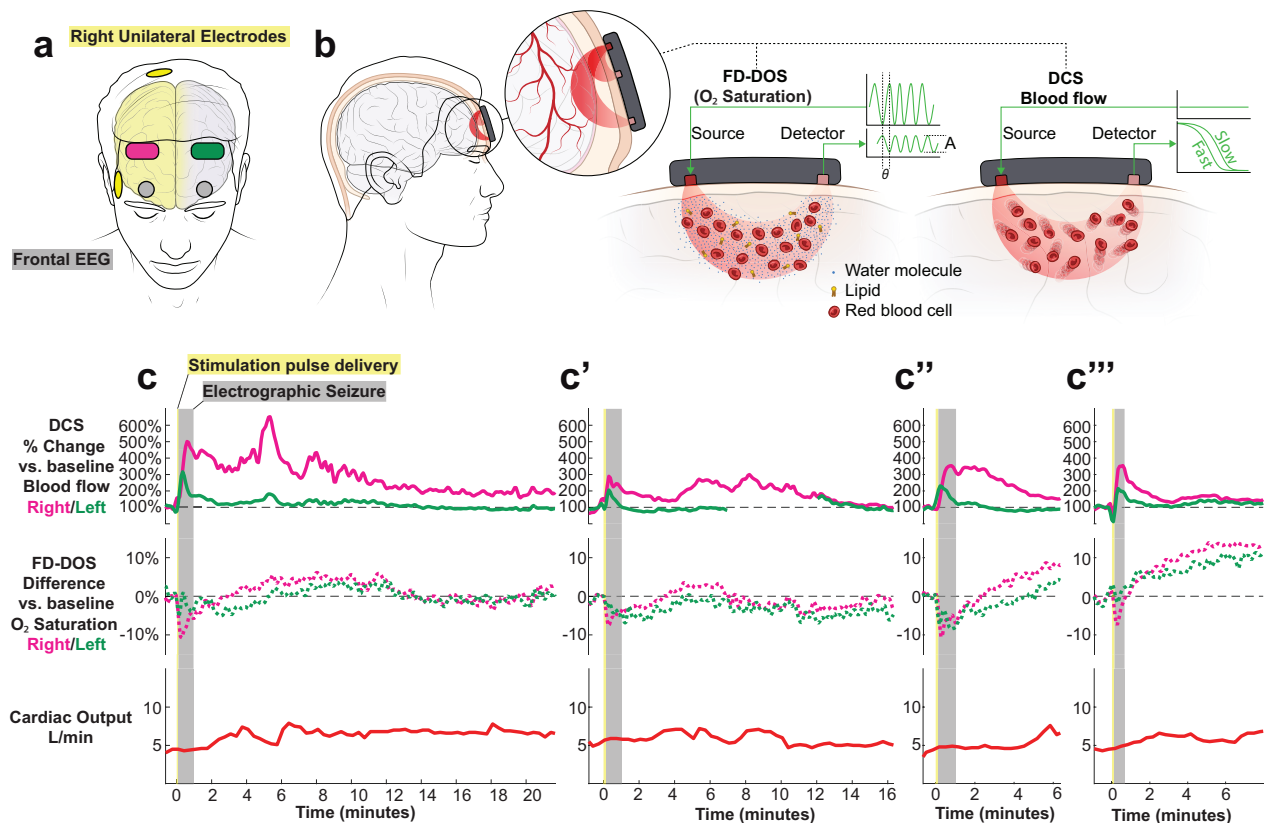 a
Right Unilateral Electrodes
Frontal EEG
b
FD-DOS
(O₂ Saturation)
Source
Detector
A
θ
DCS
Blood flow
Source
Detector
Slow
Fast
Water molecule
Lipid
Red blood cell
c
Stimulation pulse delivery
Electrographic Seizure
c'
c''
c'''
DCS
% Change
vs. baseline
Blood flow
Right/Left
600%
500%
400%
300%
200%
100%
600
500
400
300
200
100
600
500
400
300
200
100
600
500
400
300
200
100
FD-DOS
Difference
vs. baseline
O₂ Saturation
Right/Left
10%
0%
-10%
10
0
-10
10
0
-10
10
0
-10
Cardiac Output
L/min
10
5
10
5
10
5
10
5
0 2 4 6 8 10 12 14 16 18 20
Time (minutes)
0 2 4 6 8 10 12 14 16
Time (minutes)
0 2 4 6
Time (minutes)
0 2 4 6
Time (minutes)